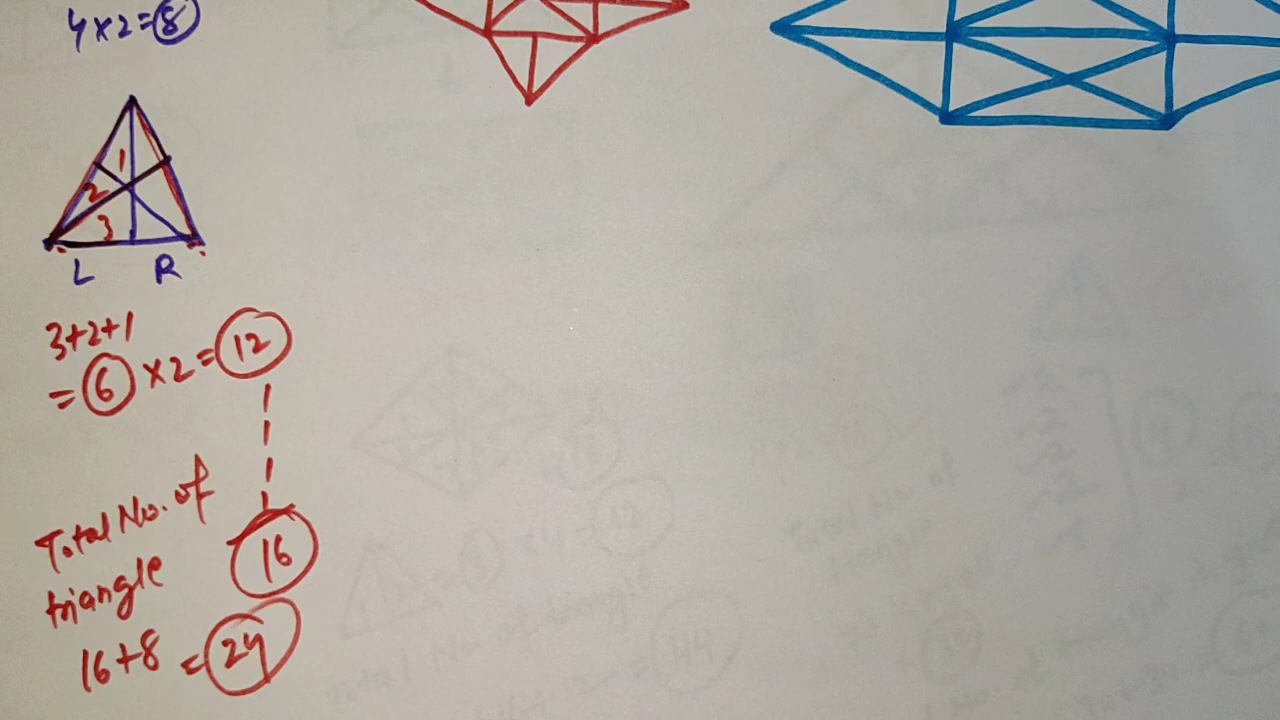 4×2=8
1
2
3
L R
3+2+1
=6×2=12
Total No. of
triangle
16
16+8=24